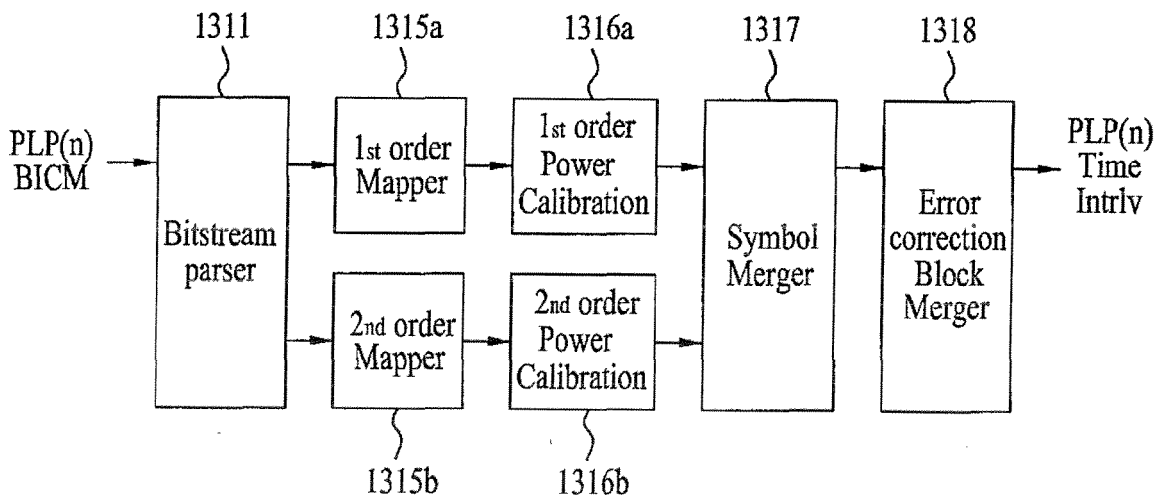 1311
1315a
1316a
1317
1318
PLP(n)
BICM
Bitstream
parser
1st order
Mapper
1st order
Power
Calibration
2nd order
Mapper
2nd order
Power
Calibration
Symbol
Merger
Error
correction
Block
Merger
PLP(n)
Time
Intrlv
1315b
1316b